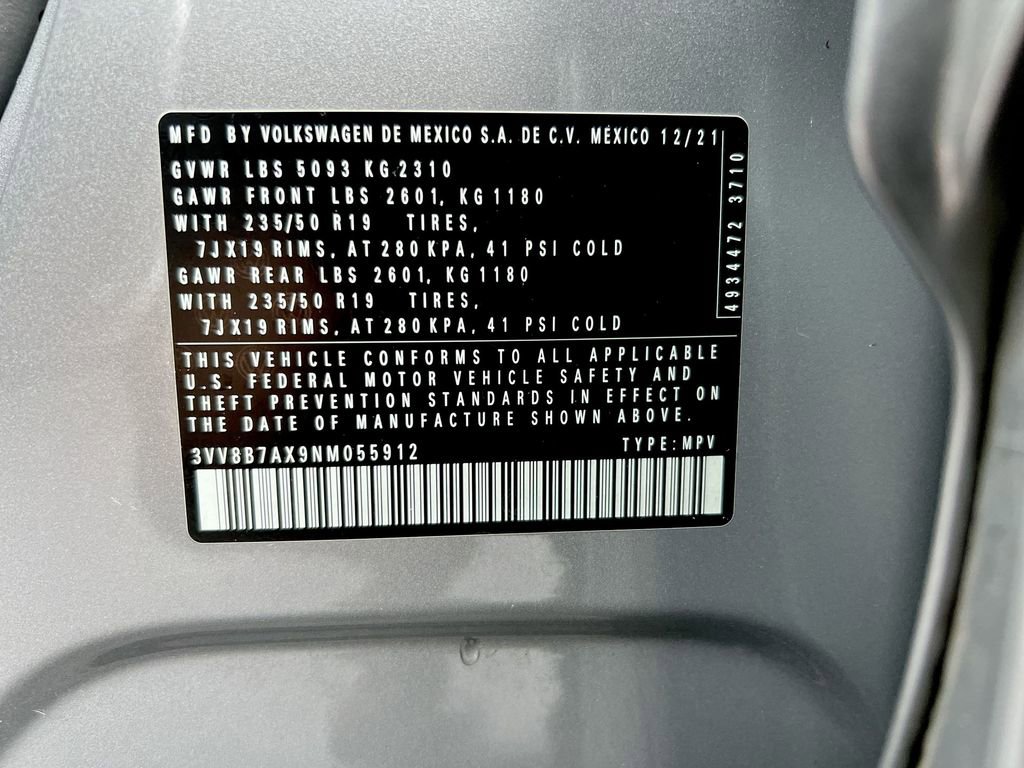 MFD BY VOLKSWAGEN DE MEXICO S.A. DE C.V. MÉXICO 12/21
GVWR LBS 5093 KG 2310
GAWR FRONT LBS 2601, KG 1180
WITH 235/50 R19 TIRES,
7JX19 RIMS, AT 280 KPA, 41 PSI COLD
GAWR REAR LBS 2601, KG 1180
WITH 235/50 R19 TIRES,
7JX19 RIMS, AT 280 KPA, 41 PSI COLD
4934472 3710
THIS VEHICLE CONFORMS TO ALL APPLICABLE
U.S. FEDERAL MOTOR VEHICLE SAFETY AND
THEFT PREVENTION STANDARDS IN EFFECT ON
THE DATE OF MANUFACTURE SHOWN ABOVE.
3VV8B7AX9NM055912 TYPE: MPV